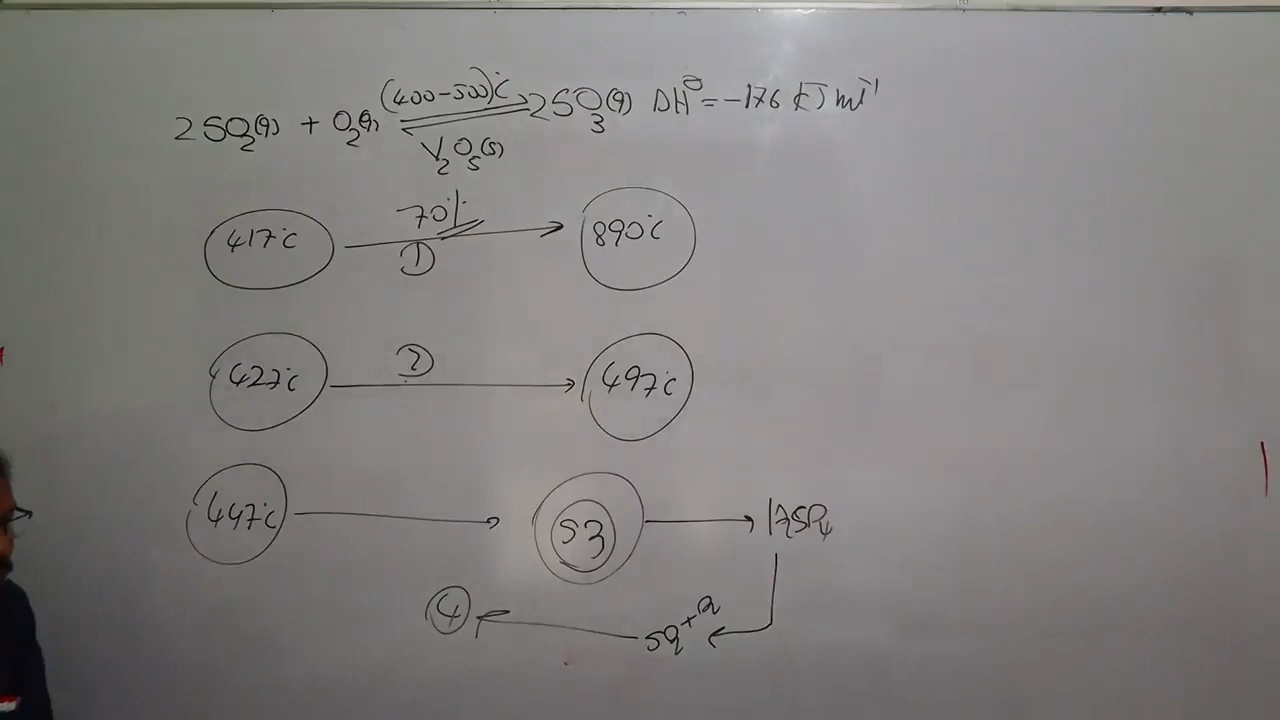 2SO₂(g) + O₂(g) (400-500)°C ⇌ V₂O₅(s) 2SO₃(g) ΔH° = -176 kJ mol⁻¹
417°C 70% ① → 890°C
427°C ② → 497°C
447°C → S3 → H₂SO₄
④ ← SO₂ +